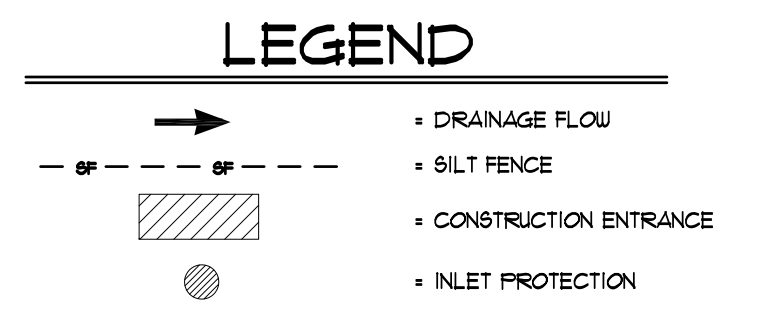 LEGEND
= DRAINAGE FLOW
SF SF = SILT FENCE
= CONSTRUCTION ENTRANCE
= INLET PROTECTION